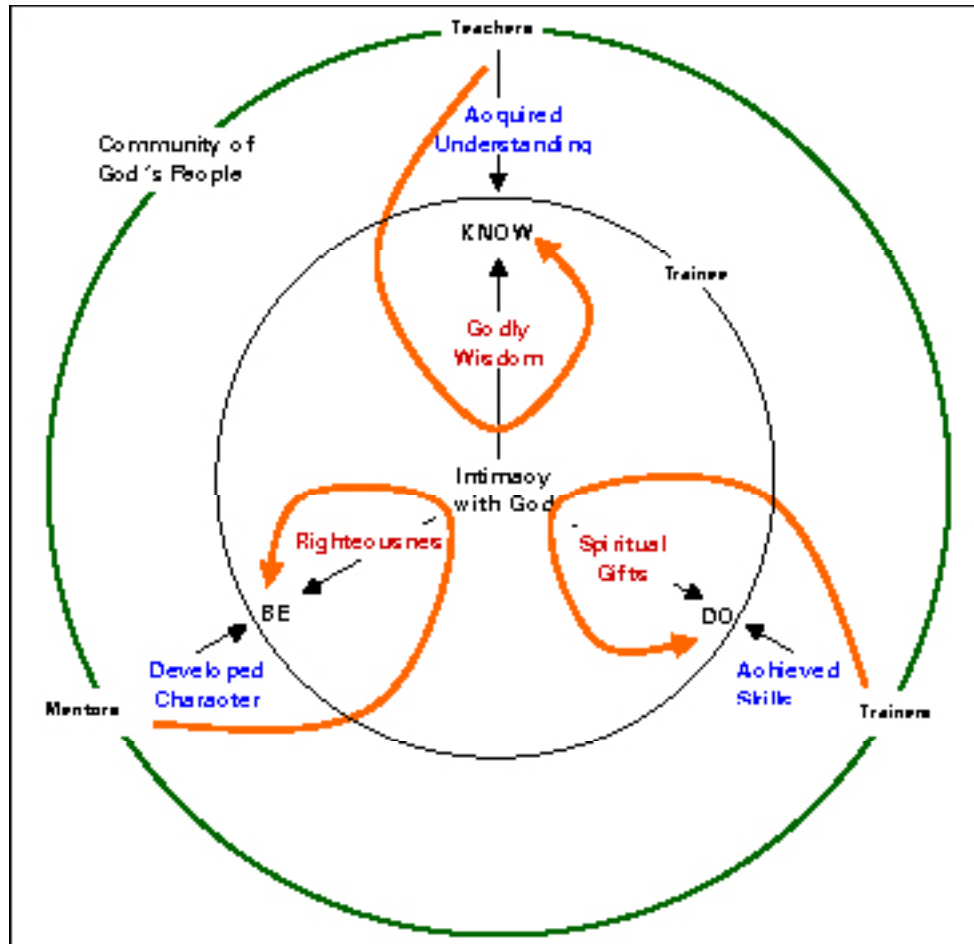 Teachers
Acquired
Understanding
Community of
God's People
KNOW
Trainee
Godly
Wisdom
Intimacy
with God
Righteousnes
Spiritual
Gifts
BE
DO
Developed
Character
Achieved
Skills
Mentors
Trainers